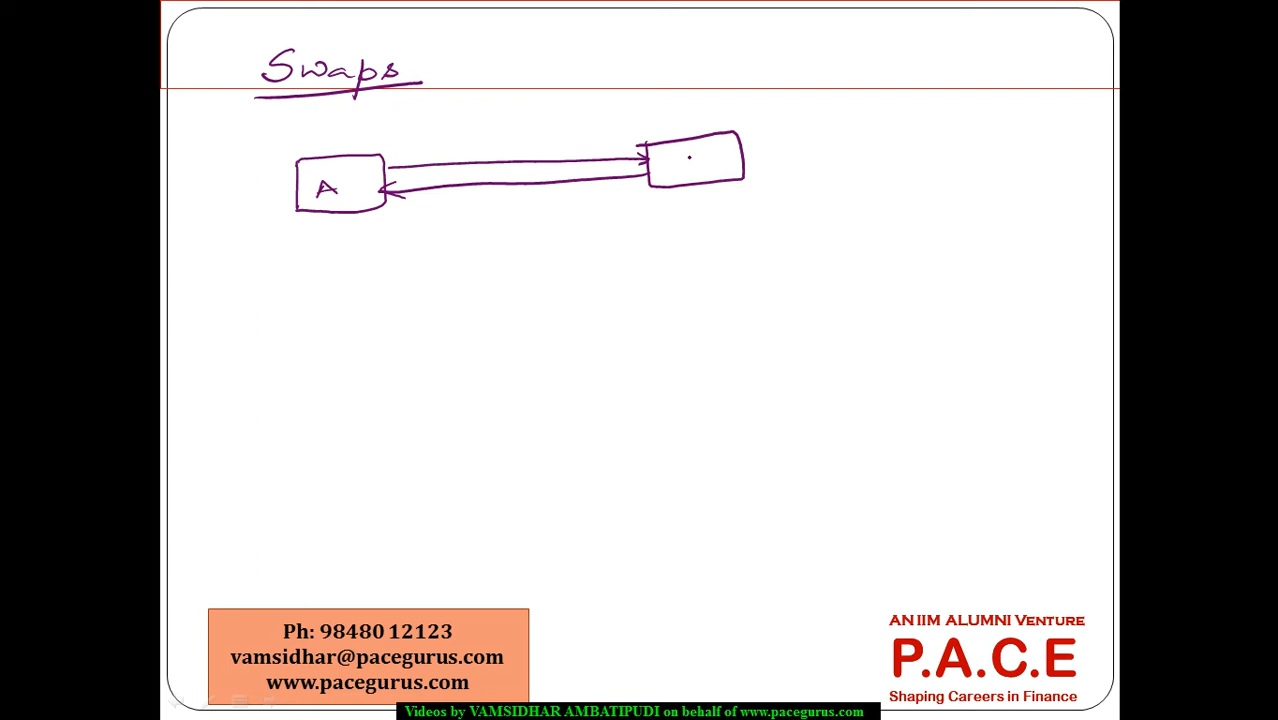 Swaps
A
Ph: 98480 12123
vamsidhar@pacegurus.com
www.pacegurus.com
AN IIM ALUMNI VENTURE
P.A.C.E
Shaping Careers in Finance
Videos by VAMSIDHAR AMBATIPUDI on behalf of www.pacegurus.com